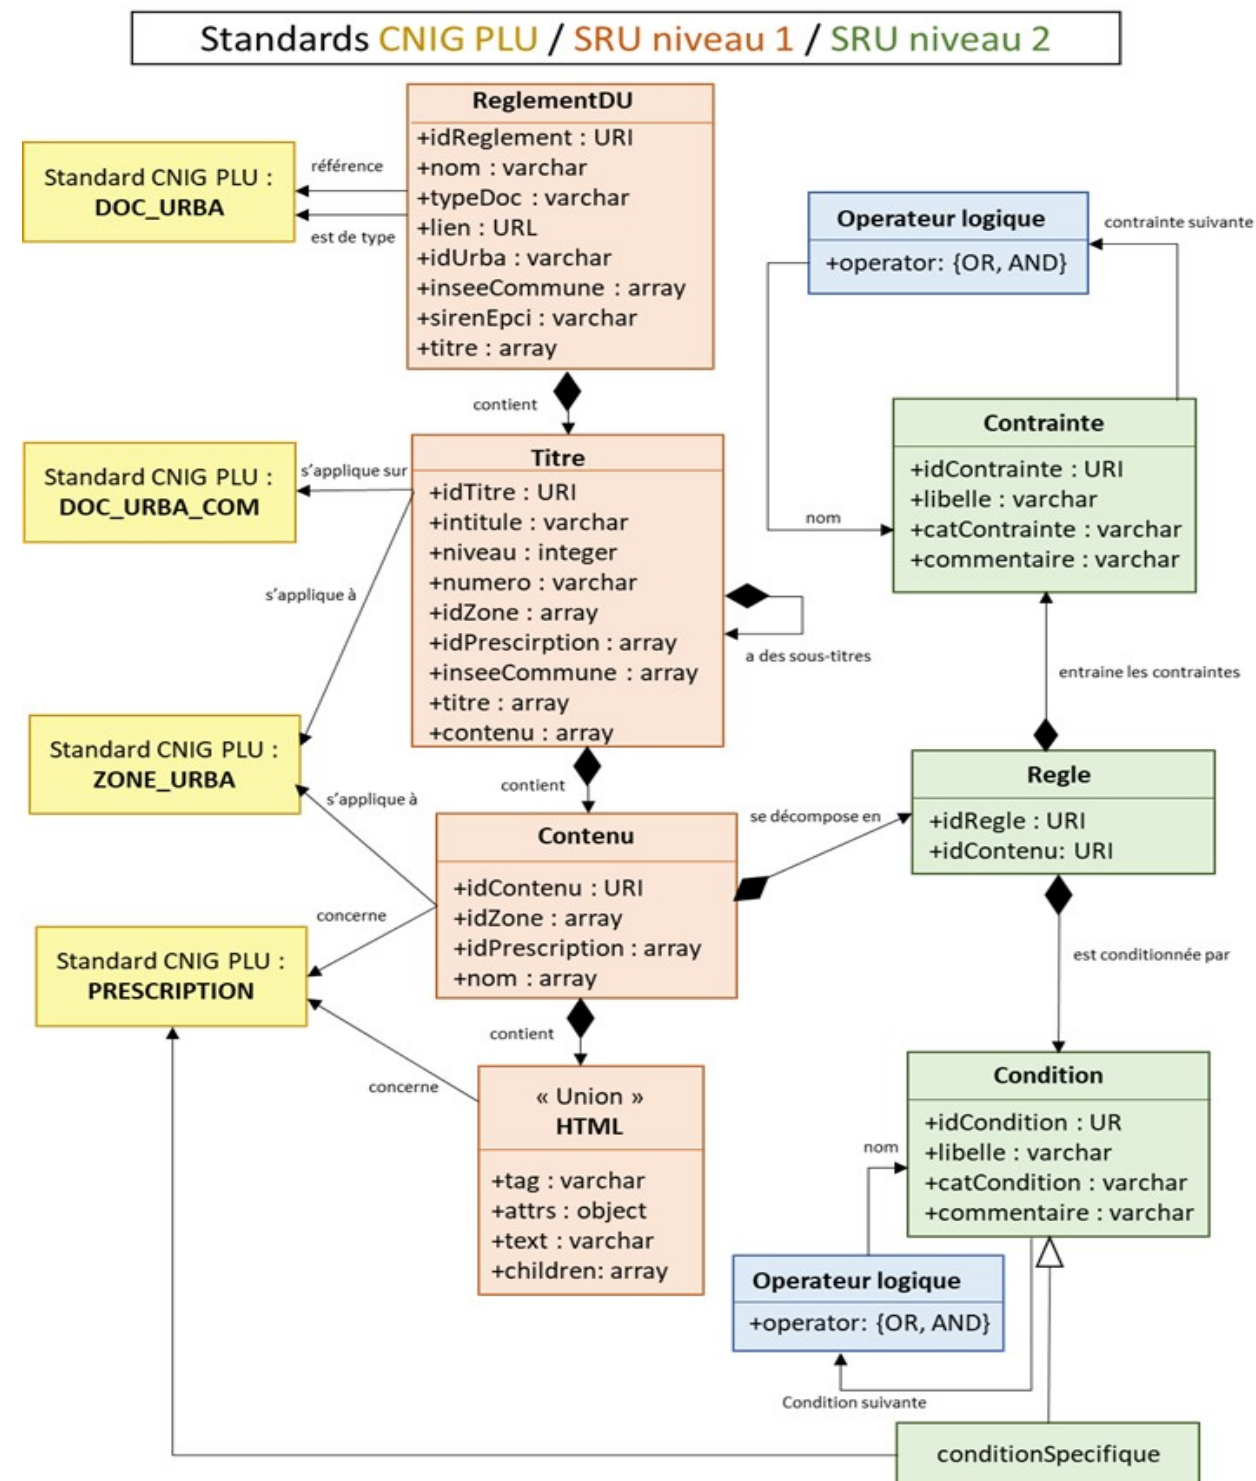 Standards CNIG PLU / SRU niveau 1 / SRU niveau 2
ReglementDU
+idReglement : URI
+nom : varchar
+typeDoc : varchar
+lien : URL
+idUrba : varchar
+inseeCommune : array
+sirenEpci : varchar
+titre : array
référence
est de type
Standard CNIG PLU :
DOC_URBA
Operateur logique
+operator: {OR, AND}
contrainte suivante
nom
contient
Standard CNIG PLU :
DOC_URBA_COM
s’applique sur
s’applique à
Titre
+idTitre : URI
+intitule : varchar
+niveau : integer
+numero : varchar
+idZone : array
+idPrescirption : array
+inseeCommune : array
+titre : array
+contenu : array
a des sous-titres
Contrainte
+idContrainte : URI
+libelle : varchar
+catContrainte : varchar
+commentaire : varchar
entraine les contraintes
Standard CNIG PLU :
ZONE_URBA
s’applique à
contient
se décompose en
Regle
+idRegle : URI
+idContenu: URI
Contenu
+idContenu : URI
+idZone : array
+idPrescription : array
+nom : array
concerne
Standard CNIG PLU :
PRESCRIPTION
est conditionnée par
contient
concerne
« Union »
HTML
+tag : varchar
+attrs : object
+text : varchar
+children: array
Condition
+idCondition : UR
+libelle : varchar
+catCondition : varchar
+commentaire : varchar
nom
Operateur logique
+operator: {OR, AND}
Condition suivante
conditionSpecifique